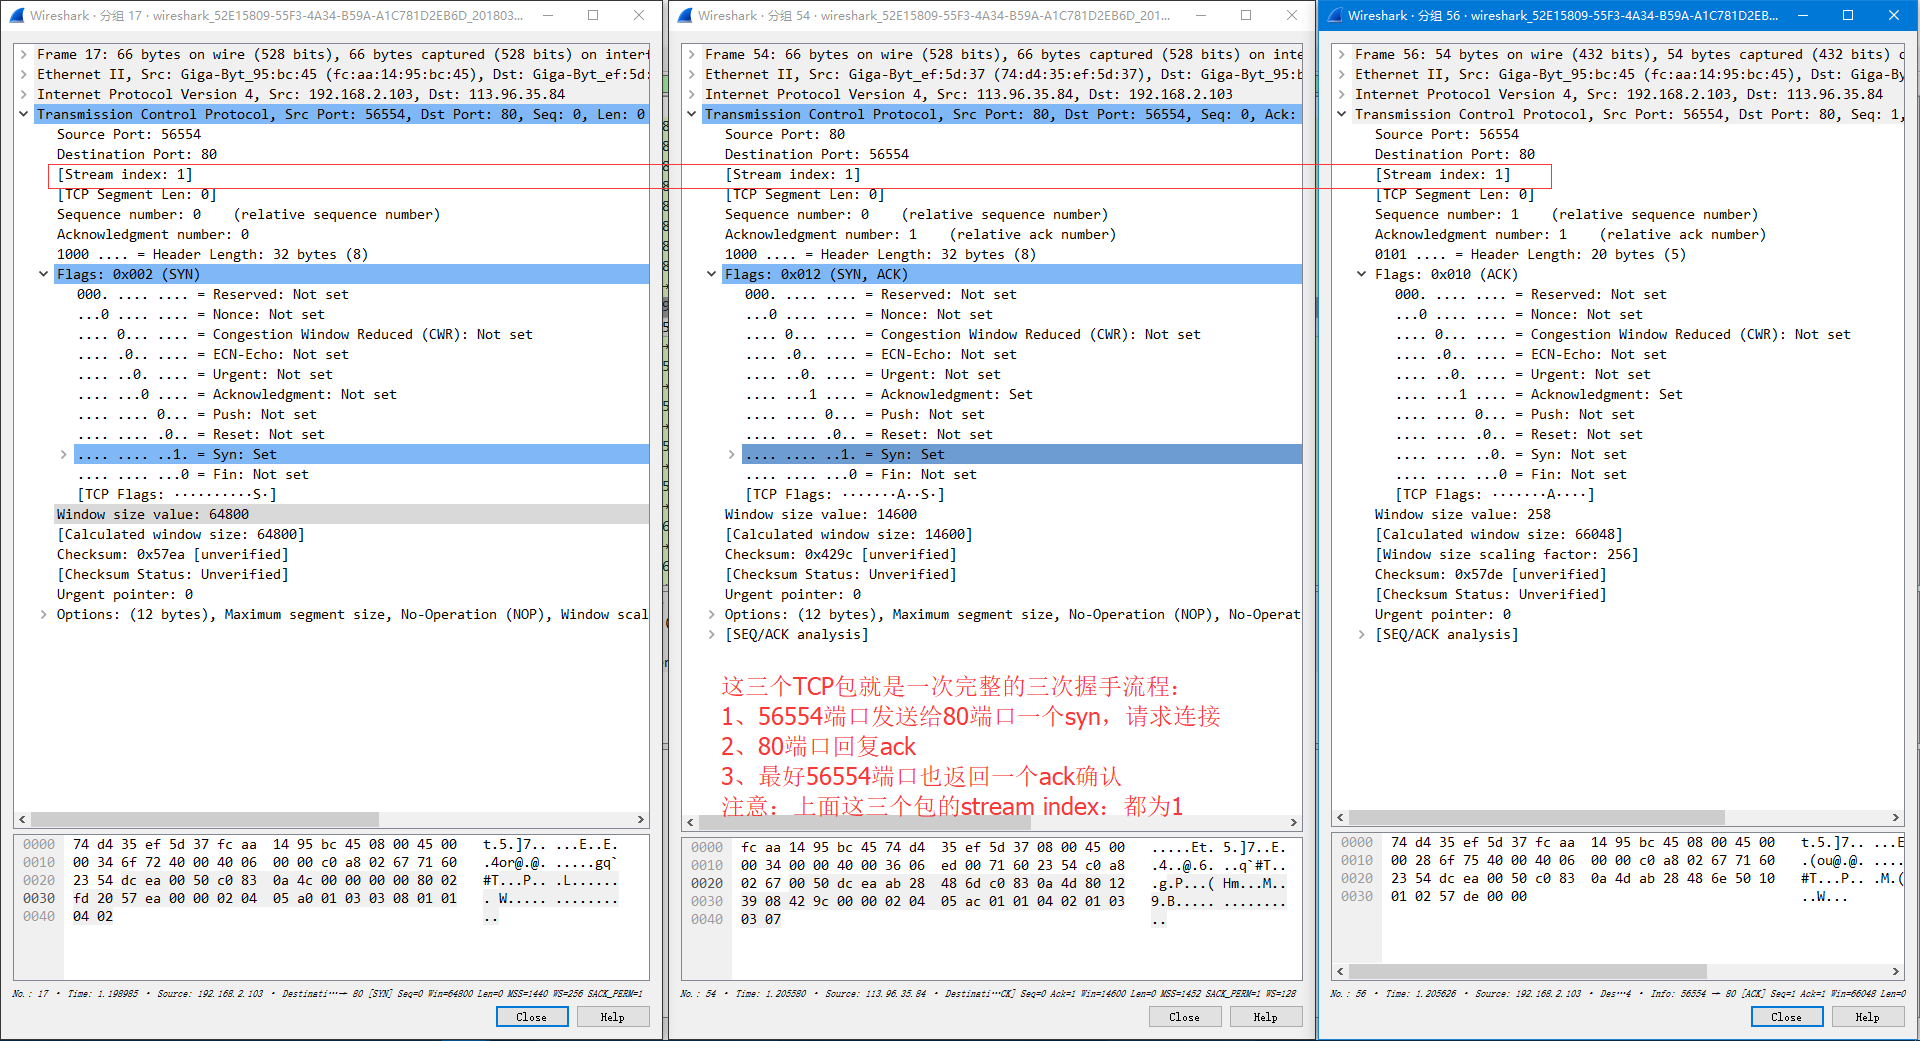 Wireshark · 分组 17 · wireshark_52E15809-55F3-4A34-B59A-A1C781D2EB6D_201803...
Frame 17: 66 bytes on wire (528 bits), 66 bytes captured (528 bits) on interf
Ethernet II, Src: Giga-Byt_95:bc:45 (fc:aa:14:95:bc:45), Dst: Giga-Byt_ef:5d:
Internet Protocol Version 4, Src: 192.168.2.103, Dst: 113.96.35.84
Transmission Control Protocol, Src Port: 56554, Dst Port: 80, Seq: 0, Len: 0
Source Port: 56554
Destination Port: 80
[Stream index: 1]
[TCP Segment Len: 0]
Sequence number: 0    (relative sequence number)
Acknowledgment number: 0
1000 .... = Header Length: 32 bytes (8)
Flags: 0x002 (SYN)
000. .... .... = Reserved: Not set
...0 .... .... = Nonce: Not set
.... 0... .... = Congestion Window Reduced (CWR): Not set
.... .0.. .... = ECN-Echo: Not set
.... ..0. .... = Urgent: Not set
.... ...0 .... = Acknowledgment: Not set
.... .... 0... = Push: Not set
.... .... .0.. = Reset: Not set
.... .... ..1. = Syn: Set
.... .... ...0 = Fin: Not set
[TCP Flags: ··········S·]
Window size value: 64800
[Calculated window size: 64800]
Checksum: 0x57ea [unverified]
[Checksum Status: Unverified]
Urgent pointer: 0
Options: (12 bytes), Maximum segment size, No-Operation (NOP), Window scal
0000  74 d4 35 ef 5d 37 fc aa  14 95 bc 45 08 00 45 00   t.5.]7.. ...E..E.
0010  00 34 6f 72 40 00 40 06  00 00 c0 a8 02 67 71 60   .4or@.@. .....gq`
0020  23 54 dc ea 00 50 c0 83  0a 4c 00 00 00 00 80 02   #T...P.. .L......
0030  fd 20 57 ea 00 00 02 04  05 a0 01 03 03 08 01 01   . W..... ........
0040  04 02   ..
No.: 17 · Time: 1.198985 · Source: 192.168.2.103 · Destinati···→ 80 [SYN] Seq=0 Win=64800 Len=0 MSS=1440 WS=256 SACK_PERM=1
Close
Help
Wireshark · 分组 54 · wireshark_52E15809-55F3-4A34-B59A-A1C781D2EB6D_201...
Frame 54: 66 bytes on wire (528 bits), 66 bytes captured (528 bits) on inte
Ethernet II, Src: Giga-Byt_ef:5d:37 (74:d4:35:ef:5d:37), Dst: Giga-Byt_95:b
Internet Protocol Version 4, Src: 113.96.35.84, Dst: 192.168.2.103
Transmission Control Protocol, Src Port: 80, Dst Port: 56554, Seq: 0, Ack:
Source Port: 80
Destination Port: 56554
[Stream index: 1]
[TCP Segment Len: 0]
Sequence number: 0    (relative sequence number)
Acknowledgment number: 1    (relative ack number)
1000 .... = Header Length: 32 bytes (8)
Flags: 0x012 (SYN, ACK)
000. .... .... = Reserved: Not set
...0 .... .... = Nonce: Not set
.... 0... .... = Congestion Window Reduced (CWR): Not set
.... .0.. .... = ECN-Echo: Not set
.... ..0. .... = Urgent: Not set
.... ...1 .... = Acknowledgment: Set
.... .... 0... = Push: Not set
.... .... .0.. = Reset: Not set
.... .... ..1. = Syn: Set
.... .... ...0 = Fin: Not set
[TCP Flags: ·······A··S·]
Window size value: 14600
[Calculated window size: 14600]
Checksum: 0x429c [unverified]
[Checksum Status: Unverified]
Urgent pointer: 0
Options: (12 bytes), Maximum segment size, No-Operation (NOP), No-Operat
[SEQ/ACK analysis]
这三个TCP包就是一次完整的三次握手流程：
1、56554端口发送给80端口一个syn，请求连接
2、80端口回复ack
3、最好56554端口也返回一个ack确认
注意：上面这三个包的stream index：都为1
0000  fc aa 14 95 bc 45 74 d4  35 ef 5d 37 08 00 45 00   .....Et. 5.]7..E.
0010  00 34 00 00 40 00 36 06  ed 00 71 60 23 54 c0 a8   .4..@.6. ..q`#T..
0020  02 67 00 50 dc ea ab 28  48 6d c0 83 0a 4d 80 12   .g.P...( Hm...M..
0030  39 08 42 9c 00 00 02 04  05 ac 01 01 04 02 01 03   9.B..... ........
0040  03 07   ..
No.: 54 · Time: 1.205580 · Source: 113.96.35.84 · Destinati···CK] Seq=0 Ack=1 Win=14600 Len=0 MSS=1452 SACK_PERM=1 WS=128
Close
Help
Wireshark · 分组 56 · wireshark_52E15809-55F3-4A34-B59A-A1C781D2EB...
Frame 56: 54 bytes on wire (432 bits), 54 bytes captured (432 bits) o
Ethernet II, Src: Giga-Byt_95:bc:45 (fc:aa:14:95:bc:45), Dst: Giga-By
Internet Protocol Version 4, Src: 192.168.2.103, Dst: 113.96.35.84
Transmission Control Protocol, Src Port: 56554, Dst Port: 80, Seq: 1,
Source Port: 56554
Destination Port: 80
[Stream index: 1]
[TCP Segment Len: 0]
Sequence number: 1    (relative sequence number)
Acknowledgment number: 1    (relative ack number)
0101 .... = Header Length: 20 bytes (5)
Flags: 0x010 (ACK)
000. .... .... = Reserved: Not set
...0 .... .... = Nonce: Not set
.... 0... .... = Congestion Window Reduced (CWR): Not set
.... .0.. .... = ECN-Echo: Not set
.... ..0. .... = Urgent: Not set
.... ...1 .... = Acknowledgment: Set
.... .... 0... = Push: Not set
.... .... .0.. = Reset: Not set
.... .... ..0. = Syn: Not set
.... .... ...0 = Fin: Not set
[TCP Flags: ·······A····]
Window size value: 258
[Calculated window size: 66048]
[Window size scaling factor: 256]
Checksum: 0x57de [unverified]
[Checksum Status: Unverified]
Urgent pointer: 0
[SEQ/ACK analysis]
0000  74 d4 35 ef 5d 37 fc aa  14 95 bc 45 08 00 45 00   t.5.]7.. ...E
0010  00 28 6f 75 40 00 40 06  00 00 c0 a8 02 67 71 60   .(ou@.@. ....
0020  23 54 dc ea 00 50 c0 83  0a 4d ab 28 48 6e 50 10   #T...P.. .M.(
0030  01 02 57 de 00 00   ..W...
No.: 56 · Time: 1.205626 · Source: 192.168.2.103 · Des···4 · Info: 56554 → 80 [ACK] Seq=1 Ack=1 Win=66048 Len=0
Close
Help